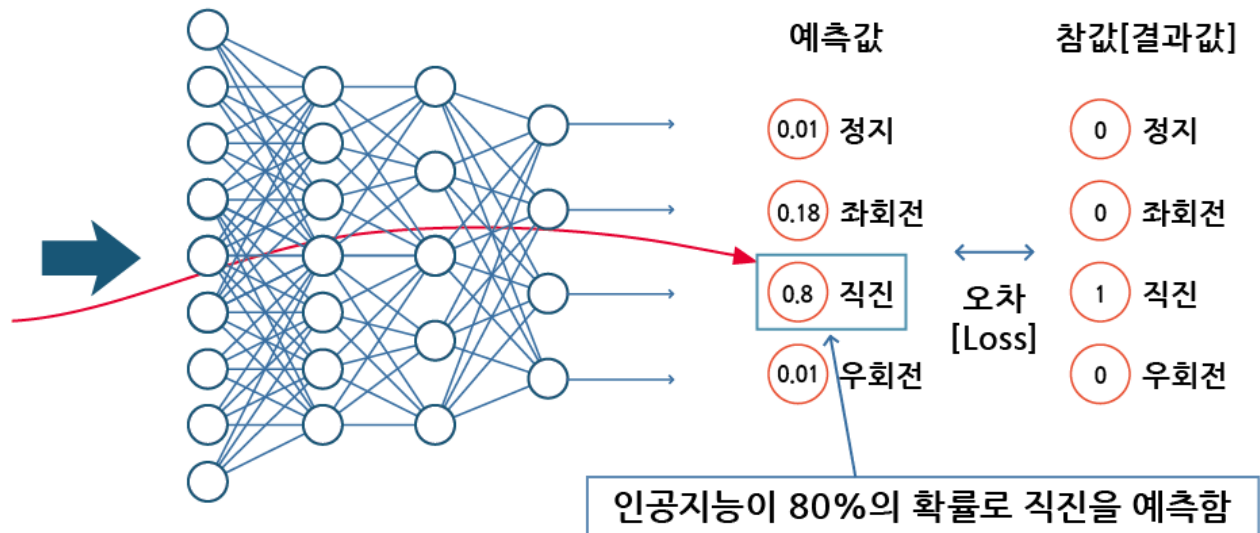 예측값
참값[결과값]
0.01 정지
0 정지
0.18 좌회전
0 좌회전
0.8 직진
오차
[Loss]
1 직진
0.01 우회전
0 우회전
인공지능이 80%의 확률로 직진을 예측함